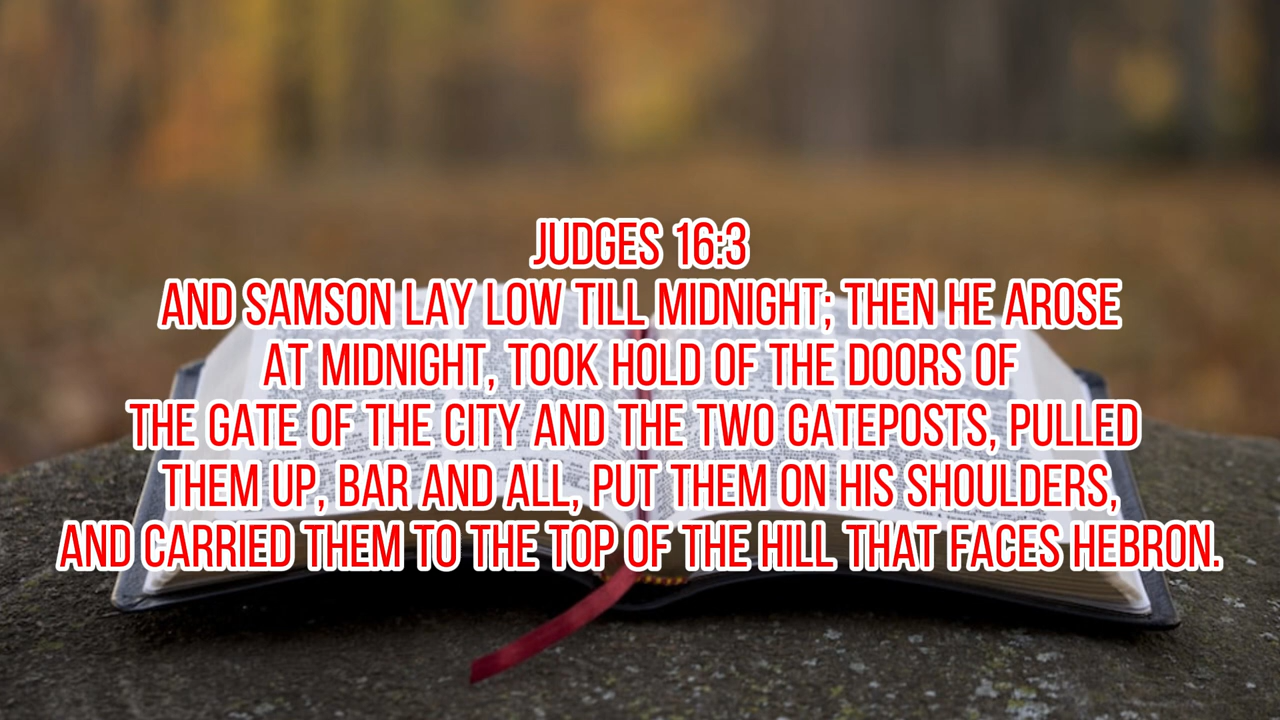 JUDGES 16:3
AND SAMSON LAY LOW TILL MIDNIGHT; THEN HE AROSE
AT MIDNIGHT, TOOK HOLD OF THE DOORS OF
THE GATE OF THE CITY AND THE TWO GATEPOSTS, PULLED
THEM UP, BAR AND ALL, PUT THEM ON HIS SHOULDERS,
AND CARRIED THEM TO THE TOP OF THE HILL THAT FACES HEBRON.